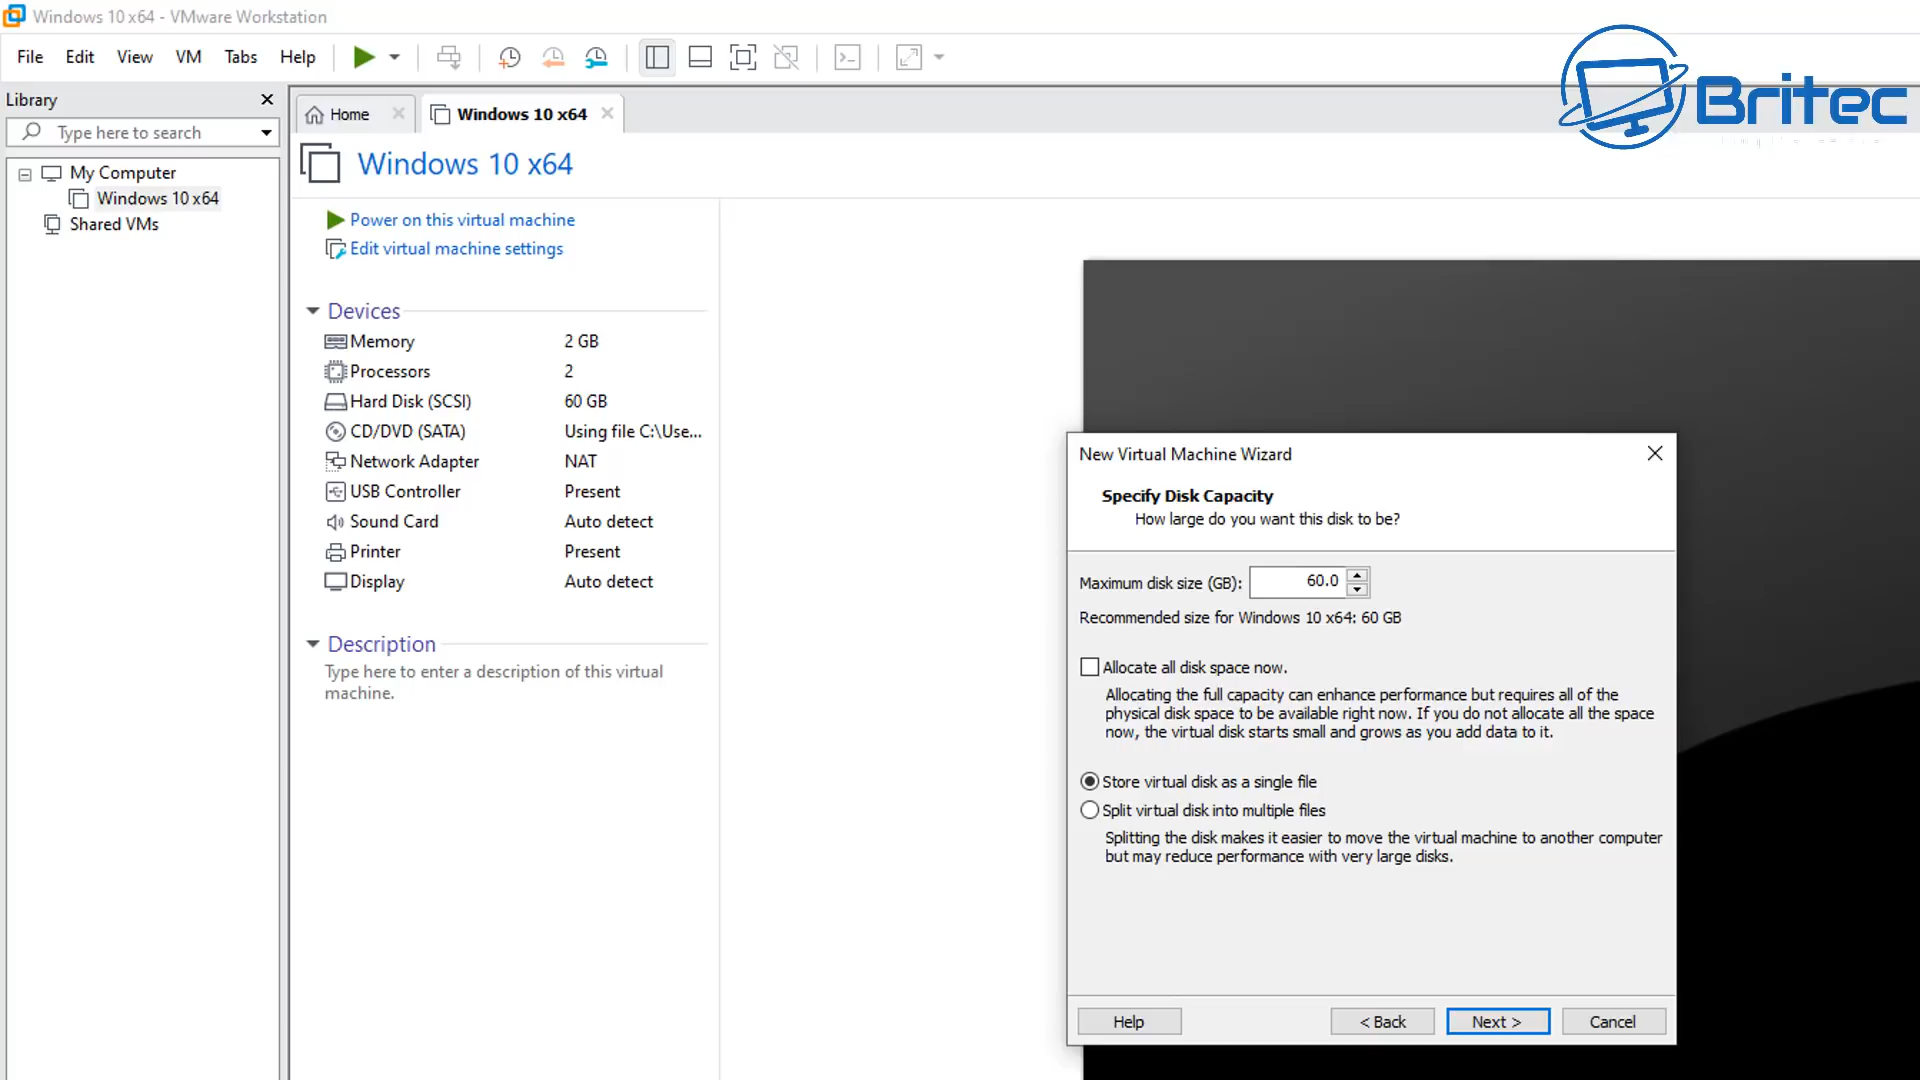 Windows 10 x64 - VMware Workstation
File Edit View VM Tabs Help
Britec
Library
Type here to search
My Computer
Windows 10 x64
Shared VMs
Home
Windows 10 x64
Windows 10 x64
Power on this virtual machine
Edit virtual machine settings
Devices
Memory 2 GB
Processors 2
Hard Disk (SCSI) 60 GB
CD/DVD (SATA) Using file C:\Use...
Network Adapter NAT
USB Controller Present
Sound Card Auto detect
Printer Present
Display Auto detect
Description
Type here to enter a description of this virtual
machine.
New Virtual Machine Wizard
Specify Disk Capacity
How large do you want this disk to be?
Maximum disk size (GB): 60.0
Recommended size for Windows 10 x64: 60 GB
Allocate all disk space now.
Allocating the full capacity can enhance performance but requires all of the
physical disk space to be available right now. If you do not allocate all the space
now, the virtual disk starts small and grows as you add data to it.
Store virtual disk as a single file
Split virtual disk into multiple files
Splitting the disk makes it easier to move the virtual machine to another computer
but may reduce performance with very large disks.
Help < Back Next > Cancel